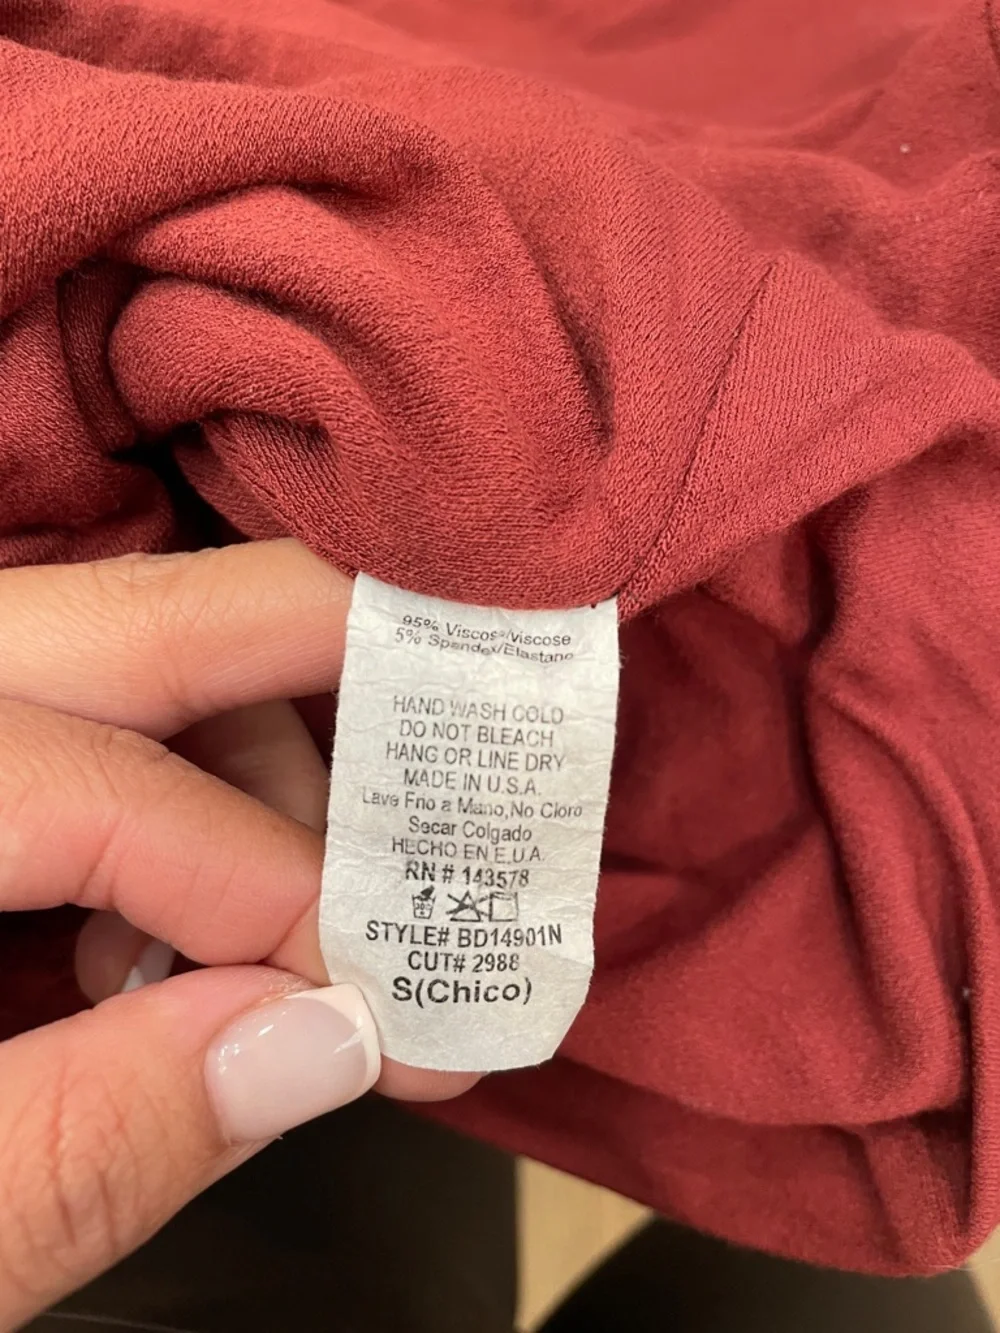 95% Viscose/Viscose
5% Spandex/Elastano
HAND WASH COLD
DO NOT BLEACH
HANG OR LINE DRY
MADE IN U.S.A.
Lave Frio a Mano,No Cloro
Secar Colgado
HECHO EN E.U.A.
RN # 143578
STYLE# BD14901N
CUT# 2988
S(Chico)